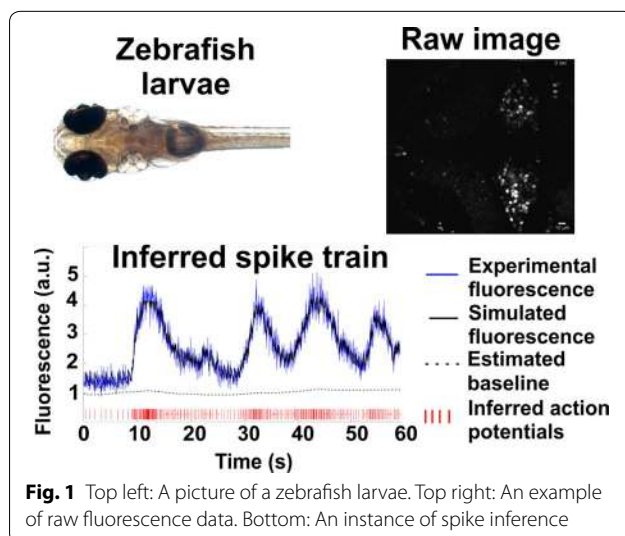 Zebrafish
larvae
Raw image
Inferred spike train
Fluorescence (a.u.)
5
4
3
2
1
0 10 20 30 40 50 60
Time (s)
Experimental
fluorescence
Simulated
fluorescence
Estimated
baseline
Inferred action
potentials
Fig. 1 Top left: A picture of a zebrafish larvae. Top right: An example
of raw fluorescence data. Bottom: An instance of spike inference